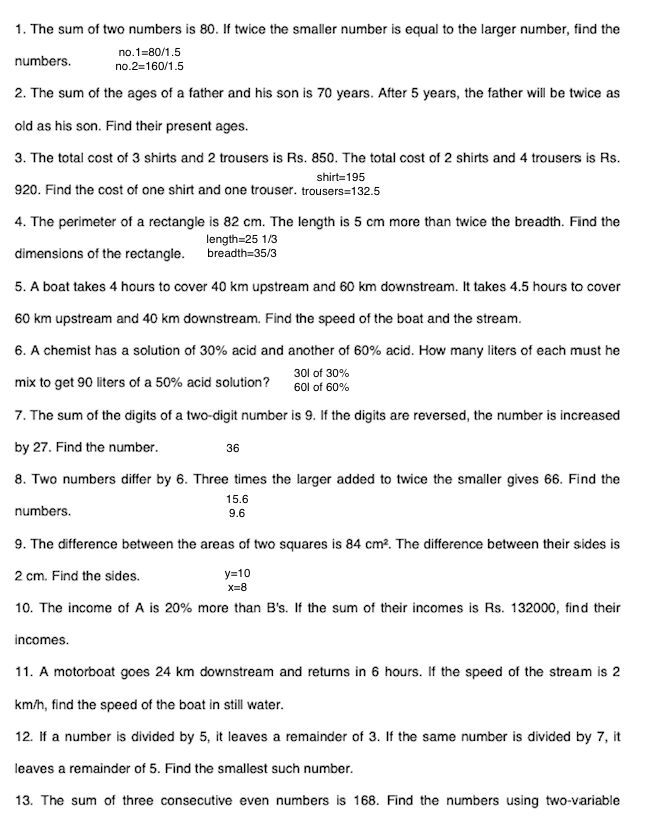 1. The sum of two numbers is 80. If twice the smaller number is equal to the larger number, find the
numbers.
no.1=80/1.5
no.2=160/1.5
2. The sum of the ages of a father and his son is 70 years. After 5 years, the father will be twice as
old as his son. Find their present ages.
3. The total cost of 3 shirts and 2 trousers is Rs. 850. The total cost of 2 shirts and 4 trousers is Rs.
920. Find the cost of one shirt and one trouser.
shirt=195
trousers=132.5
4. The perimeter of a rectangle is 82 cm. The length is 5 cm more than twice the breadth. Find the
dimensions of the rectangle.
length=25 1/3
breadth=35/3
5. A boat takes 4 hours to cover 40 km upstream and 60 km downstream. It takes 4.5 hours to cover
60 km upstream and 40 km downstream. Find the speed of the boat and the stream.
6. A chemist has a solution of 30% acid and another of 60% acid. How many liters of each must he
mix to get 90 liters of a 50% acid solution?
30l of 30%
60l of 60%
7. The sum of the digits of a two-digit number is 9. If the digits are reversed, the number is increased
by 27. Find the number.
36
8. Two numbers differ by 6. Three times the larger added to twice the smaller gives 66. Find the
numbers.
15.6
9.6
9. The difference between the areas of two squares is 84 cm². The difference between their sides is
2 cm. Find the sides.
y=10
x=8
10. The income of A is 20% more than B's. If the sum of their incomes is Rs. 132000, find their
incomes.
11. A motorboat goes 24 km downstream and returns in 6 hours. If the speed of the stream is 2
km/h, find the speed of the boat in still water.
12. If a number is divided by 5, it leaves a remainder of 3. If the same number is divided by 7, it
leaves a remainder of 5. Find the smallest such number.
13. The sum of three consecutive even numbers is 168. Find the numbers using two-variable